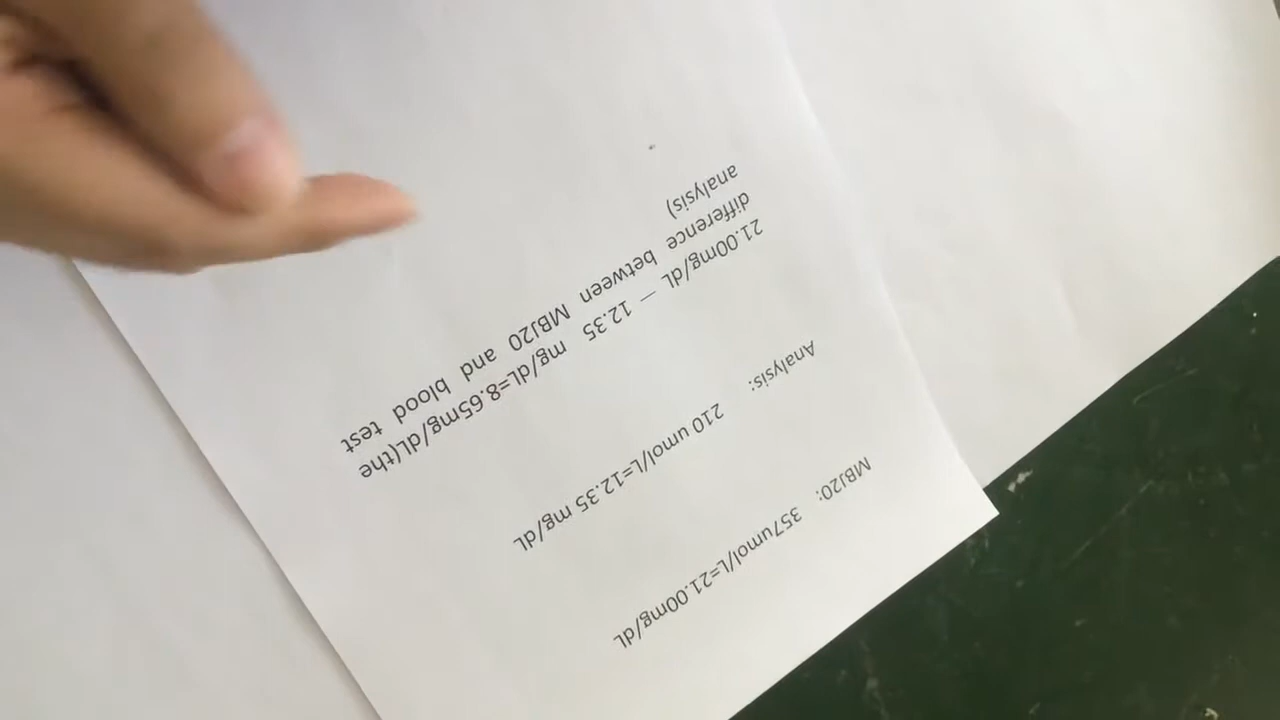 MBJ20: 357umol/L=21.00mg/dL
Analysis: 210 umol/L=12.35 mg/dL
21.00mg/dL – 12.35 mg/dL=8.65mg/dL(the
difference between MBJ20 and blood test
analysis)